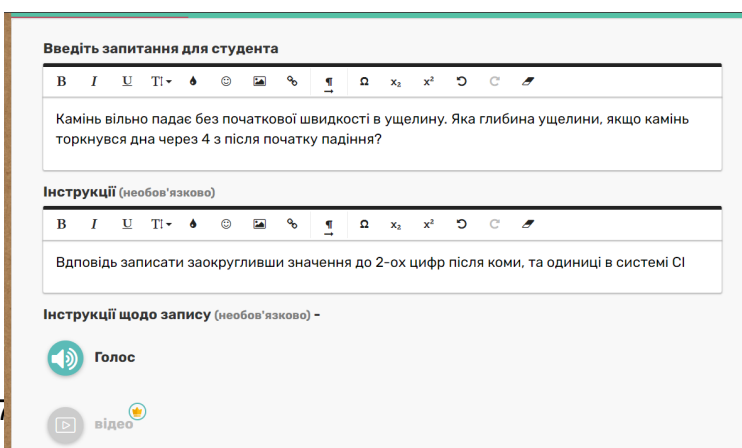 Введіть запитання для студента
B I U T 
Ω x₂ x²
Камінь вільно падає без початкової швидкості в ущелину. Яка глибина ущелини, якщо камінь
торкнувся дна через 4 з після початку падіння?
Інструкції (необов'язково)
B I U T 
Ω x₂ x²
Вдповідь записати заокругливши значення до 2-ох цифр після коми, та одиниці в системі СІ
Інструкції щодо запису (необов'язково) -
Голос
7
відео